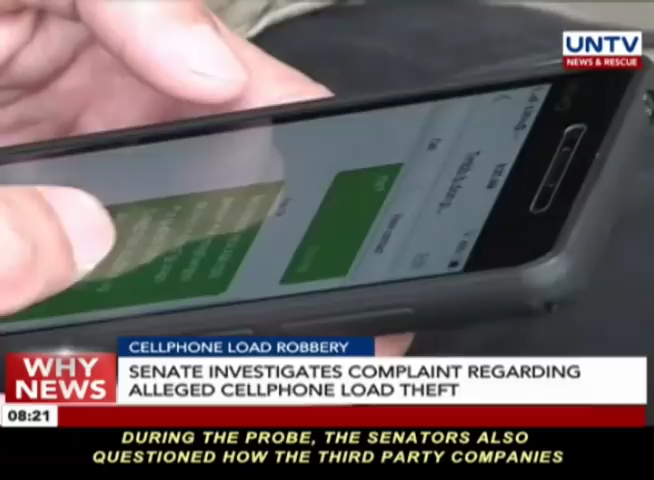 UNTV
NEWS & RESCUE
CELLPHONE LOAD ROBBERY
WHY
NEWS
SENATE INVESTIGATES COMPLAINT REGARDING
ALLEGED CELLPHONE LOAD THEFT
08:21
DURING THE PROBE, THE SENATORS ALSO
QUESTIONED HOW THE THIRD PARTY COMPANIES